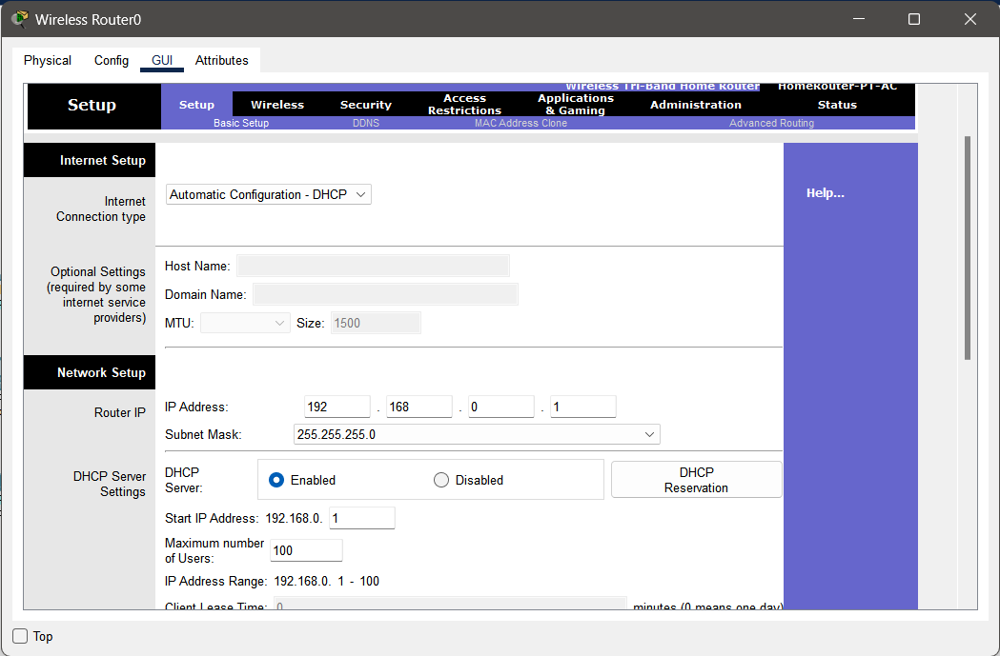 Wireless Router0
Physical Config GUI Attributes
Wireless Tri-Band Home Router HomeRouter-PT-AC
Setup
Setup Wireless Security Access Restrictions Applications & Gaming Administration Status
Basic Setup DDNS MAC Address Clone Advanced Routing
Internet Setup
Internet Connection type
Automatic Configuration - DHCP
Help...
Optional Settings
(required by some
internet service
providers)
Host Name:
Domain Name:
MTU: Size: 1500
Network Setup
Router IP
IP Address: 192 . 168 . 0 . 1
Subnet Mask: 255.255.255.0
DHCP Server
Settings
DHCP
Server:
Enabled Disabled
DHCP
Reservation
Start IP Address: 192.168.0. 1
Maximum number
of Users: 100
IP Address Range: 192.168.0. 1 - 100
Client Lease Time: 0 minutes (0 means one day)
Top